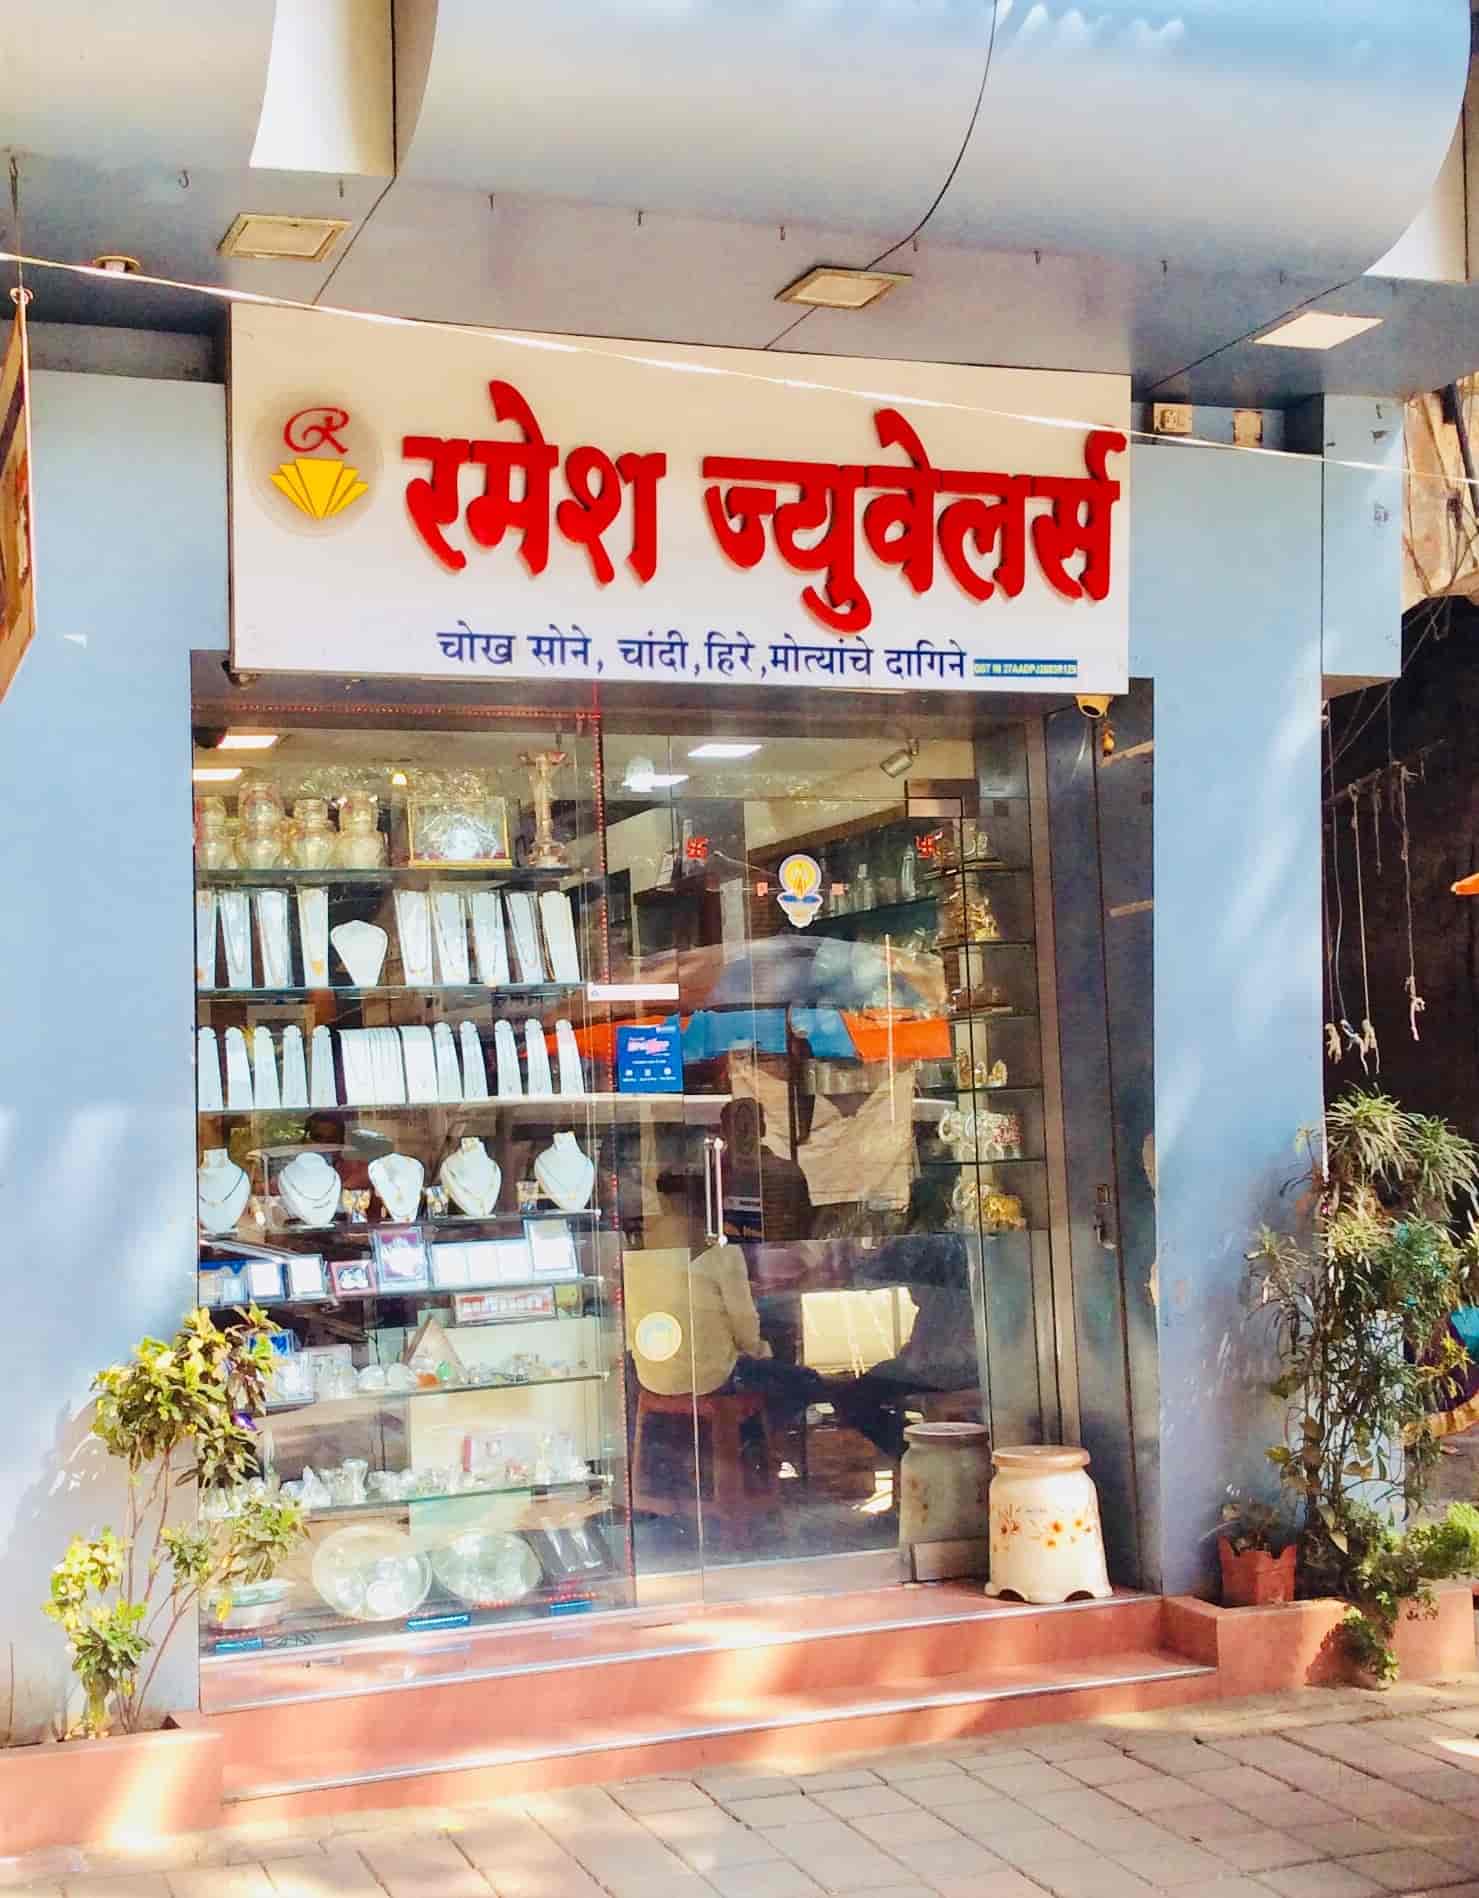 R
रमेश ज्युवेलर्स
चोख सोने, चांदी, हिरे, मोत्यांचे दागिने